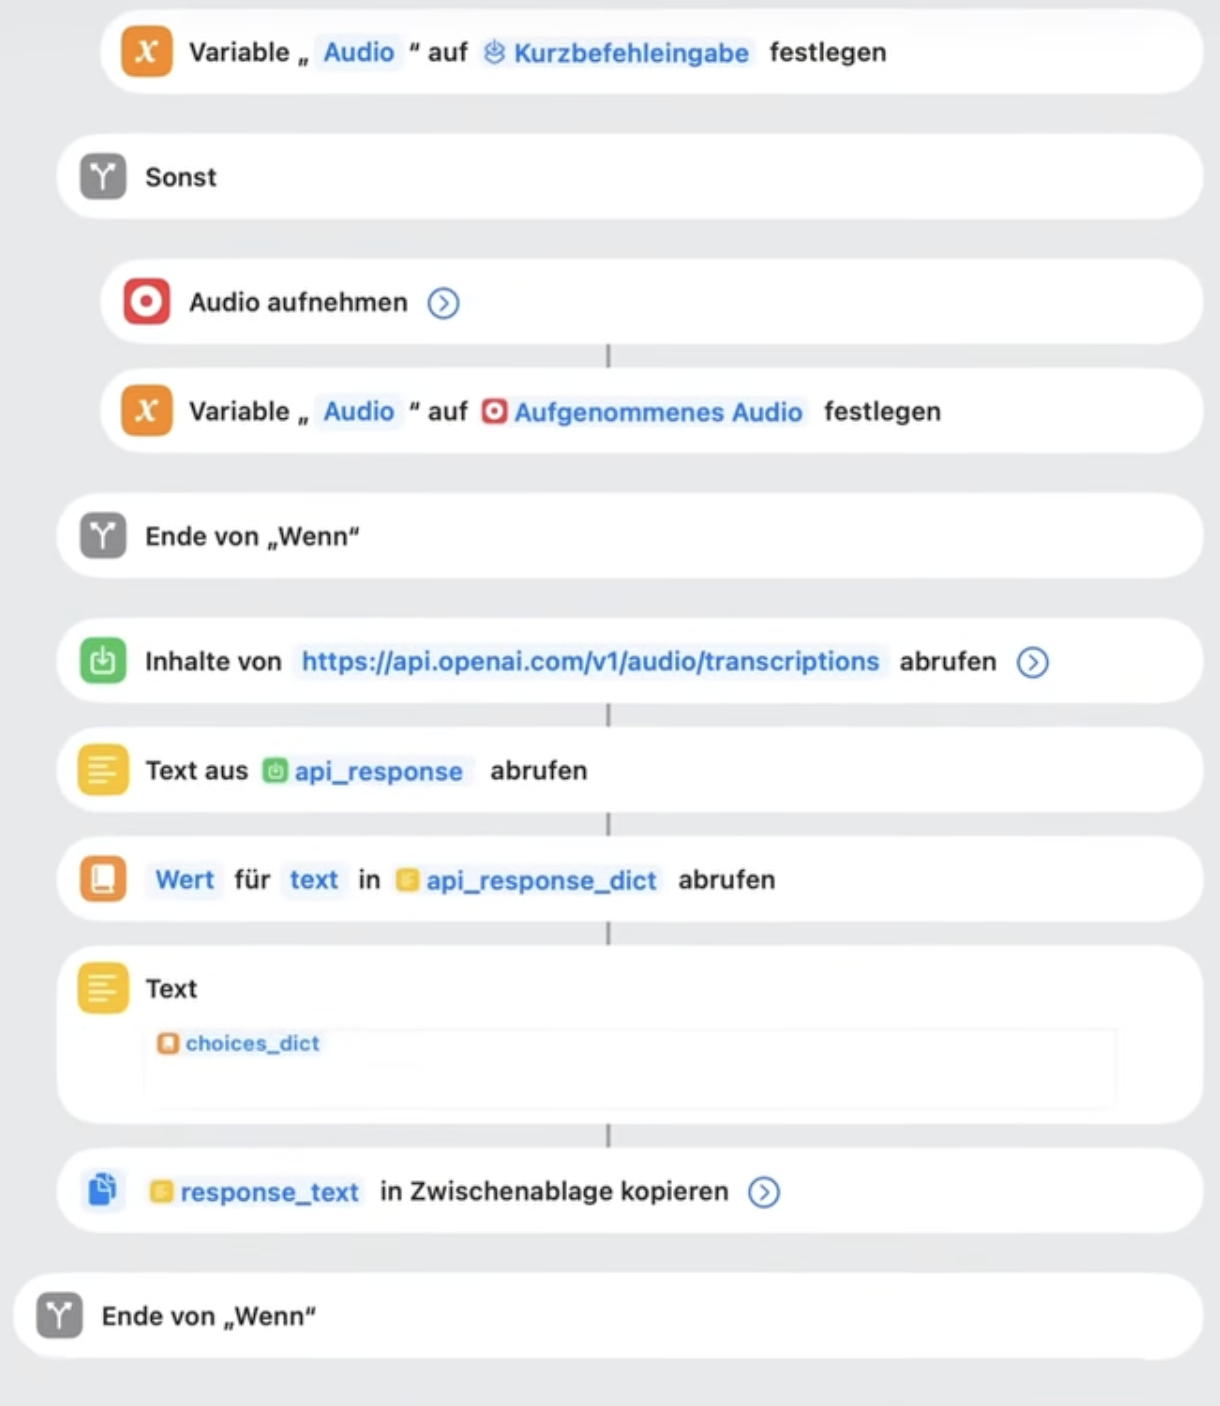 Variable „ Audio “ auf Kurzbefehleingabe festlegen
Sonst
Audio aufnehmen
Variable „ Audio “ auf Aufgenommenes Audio festlegen
Ende von „Wenn“
Inhalte von https://api.openai.com/v1/audio/transcriptions abrufen
Text aus api_response abrufen
Wert für text in api_response_dict abrufen
Text
choices_dict
response_text in Zwischenablage kopieren
Ende von „Wenn“